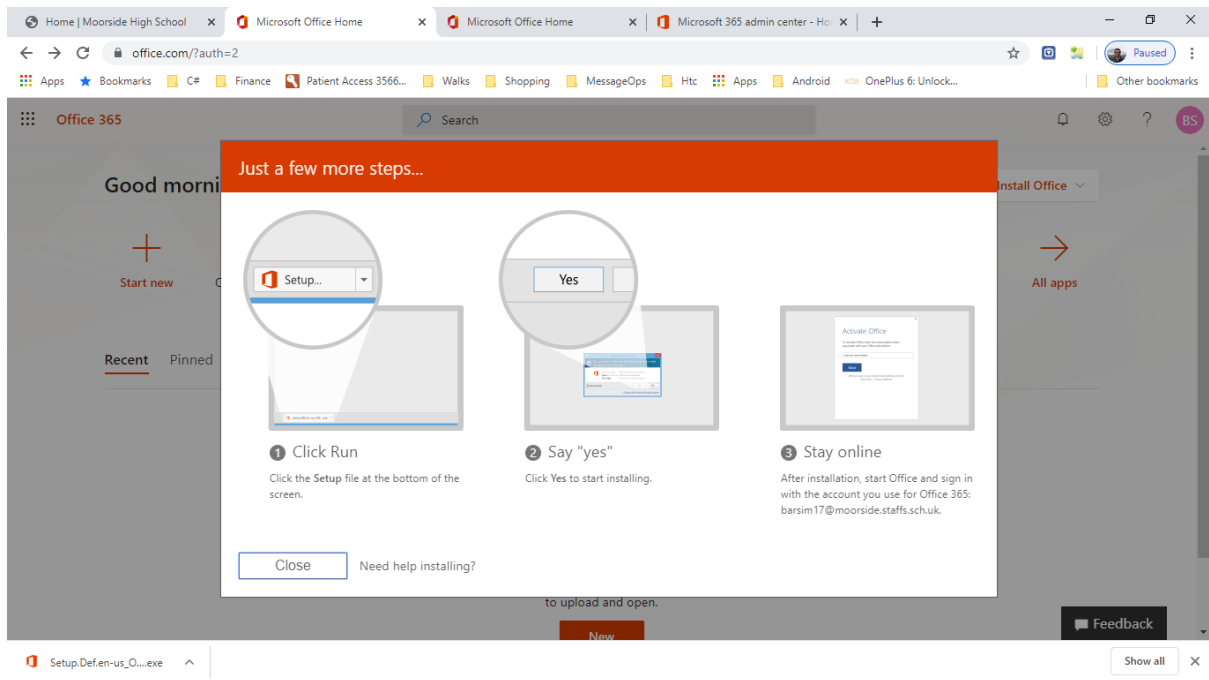 Home | Moorside High School
Microsoft Office Home
Microsoft Office Home
Microsoft 365 admin center - Ho
office.com/?auth=2
Paused
Apps
Bookmarks
C#
Finance
Patient Access 3566...
Walks
Shopping
MessageOps
Htc
Apps
Android
OnePlus 6: Unlock...
Other bookmarks
Office 365
Search
BS
Good morni
Install Office
Just a few more steps...
Start new
All apps
Recent
Pinned
Setup...
Yes
Activate Office
1 Click Run
Click the Setup file at the bottom of the
screen.
2 Say "yes"
Click Yes to start installing.
3 Stay online
After installation, start Office and sign in
with the account you use for Office 365:
barsim17@moorside.staffs.sch.uk.
Close
Need help installing?
to upload and open.
New
Feedback
Setup.Def.en-us_O....exe
Show all